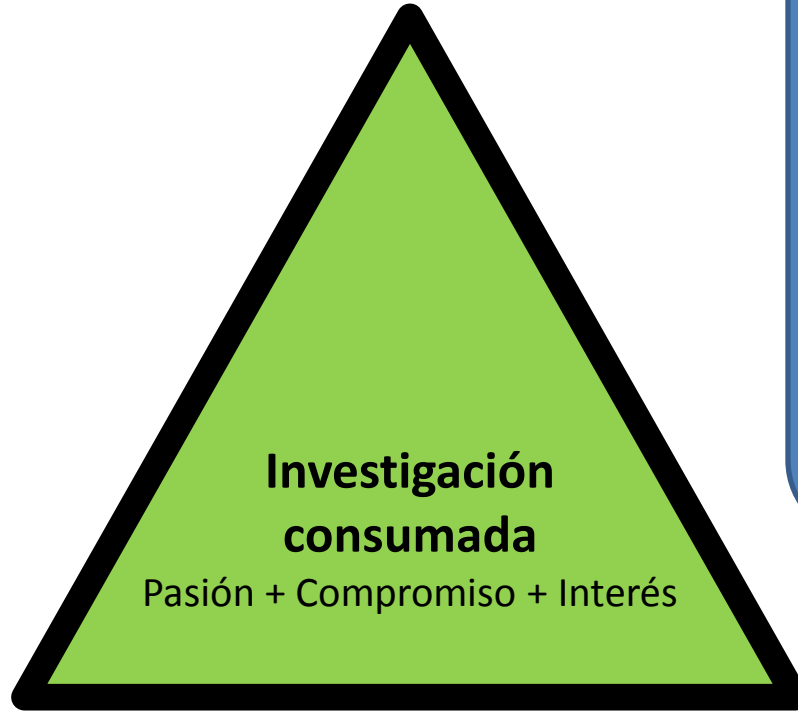 Investigación
consumada
Pasión + Compromiso + Interés